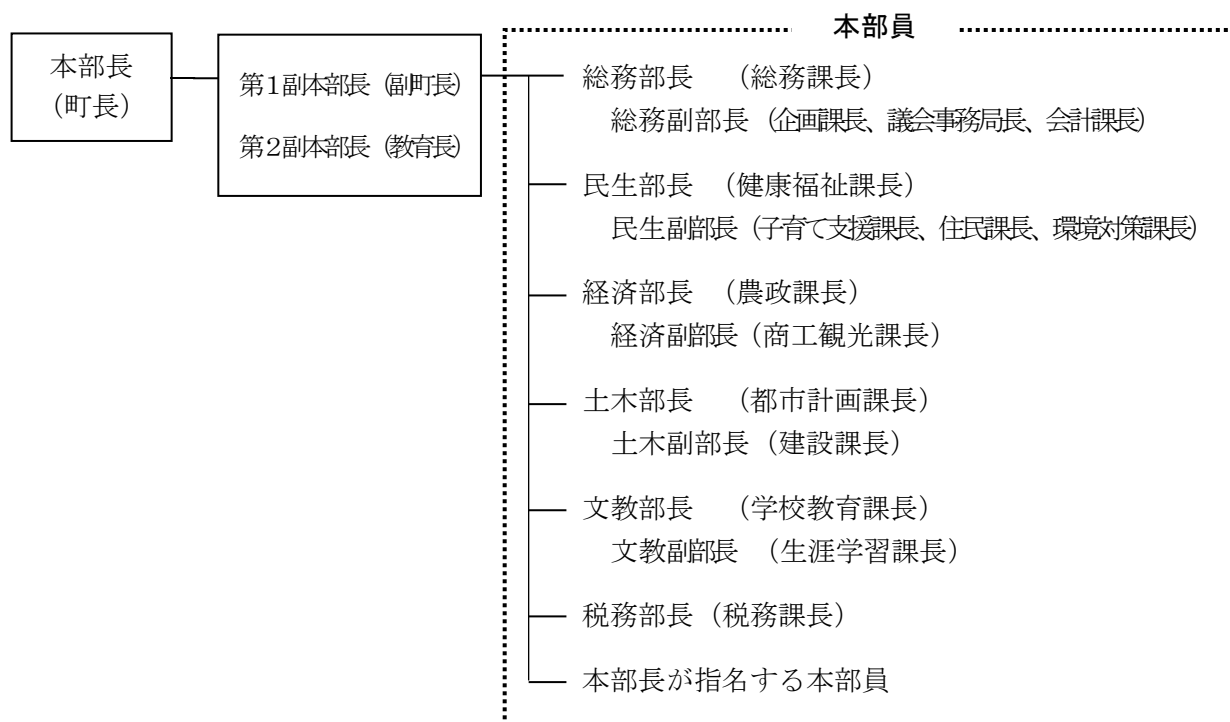 本部員
本部長
（町長）
第１副本部長（副町長）
第２副本部長（教育長）
総務部長　（総務課長）
総務副部長（企画課長、議会事務局長、会計課長）
民生部長　（健康福祉課長）
民生副部長（子育て支援課長、住民課長、環境対策課長）
経済部長　（農政課長）
経済副部長（商工観光課長）
土木部長　（都市計画課長）
土木副部長（建設課長）
文教部長　（学校教育課長）
文教副部長　（生涯学習課長）
税務部長（税務課長）
本部長が指名する本部員